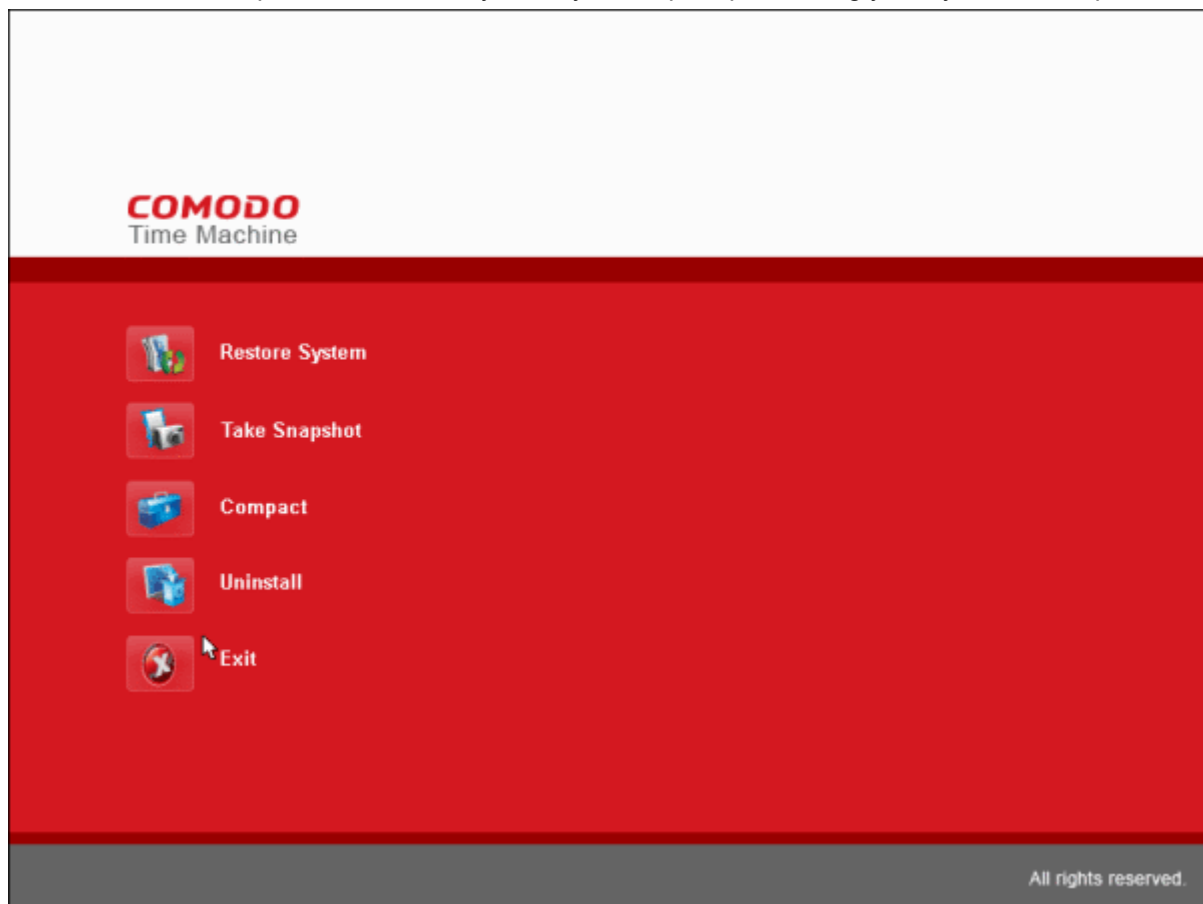 COMODO
Time Machine
Restore System
Take Snapshot
Compact
Uninstall
Exit
All rights reserved.